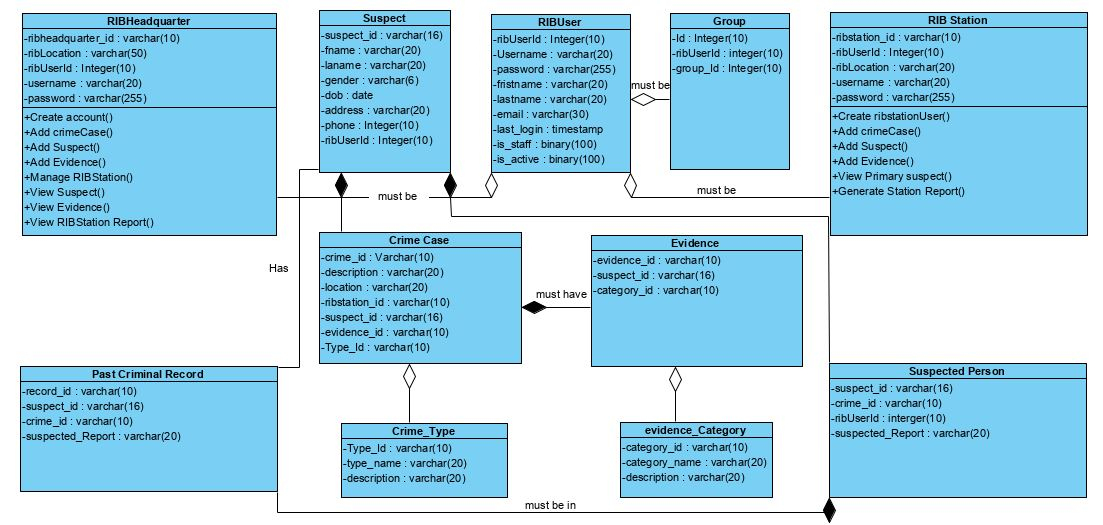 RIBHeadquarter
-ribheadquarter_id : varchar(10)
-ribLocation : varchar(50)
-ribUserId : Integer(10)
-username : varchar(20)
-password : varchar(255)
+Create account()
+Add crimeCase()
+Add Suspect()
+Add Evidence()
+Manage RIBStation()
+View Suspect()
+View Evidence()
+View RIBStation Report()
Suspect
-suspect_id : varchar(16)
-fname : varchar(20)
-laname : varchar(20)
-gender : varchar(6)
-dob : date
-address : varchar(20)
-phone : Integer(10)
-ribUserId : Integer(10)
RIBUser
-ribUserId : Integer(10)
-Username : varchar(20)
-password : varchar(255)
-fristname : varchar(20)
-lastname : varchar(20)
-email : varchar(30)
-last_login : timestamp
-is_staff : binary(100)
-is_active : binary(100)
must be
Group
-Id : Integer(10)
-ribUserId : integer(10)
-group_Id : Integer(10)
RIB Station
-ribstation_id : varchar(10)
-ribUserId : Integer(10)
-ribLocation : varchar(20)
-username : varchar(20)
-password : varchar(255)
+Create ribstationUser()
+Add crimeCase()
+Add Suspect()
+Add Evidence()
+View Primary suspect()
+Generate Station Report()
must be
must be
Has
Crime Case
-crime_id : Varchar(10)
-description : varchar(20)
-location : varchar(20)
-ribstation_id : varchar(10)
-suspect_id : varchar(16)
-evidence_id : varchar(10)
-Type_Id : varchar(10)
must have
Evidence
-evidence_id : varchar(10)
-suspect_id : varchar(16)
-category_id : varchar(10)
Past Criminal Record
-record_id : varchar(10)
-suspect_id : varchar(16)
-crime_id : varchar(10)
-suspected_Report : varchar(20)
Crime_Type
-Type_Id : varchar(10)
-type_name : varchar(20)
-description : varchar(20)
evidence_Category
-category_id : varchar(10)
-category_name : varchar(20)
-description : varchar(20)
Suspected Person
-suspect_id : varchar(16)
-crime_id : varchar(10)
-ribUserId : interger(10)
-suspected_Report : varchar(20)
must be in